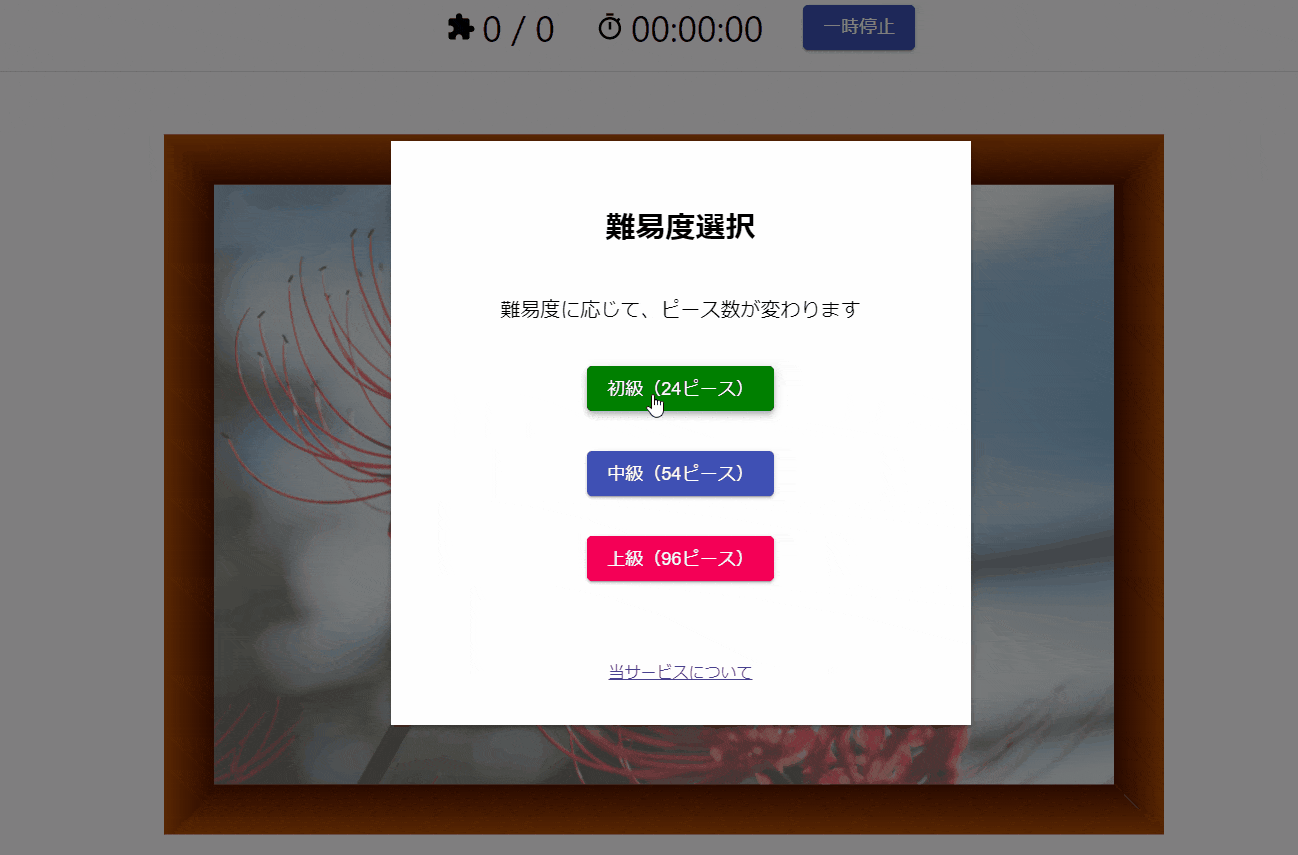 0 / 0 00:00:00 一時停止
難易度選択
難易度に応じて、ピース数が変わります
初級（24ピース）
中級（54ピース）
上級（96ピース）
当サービスについて